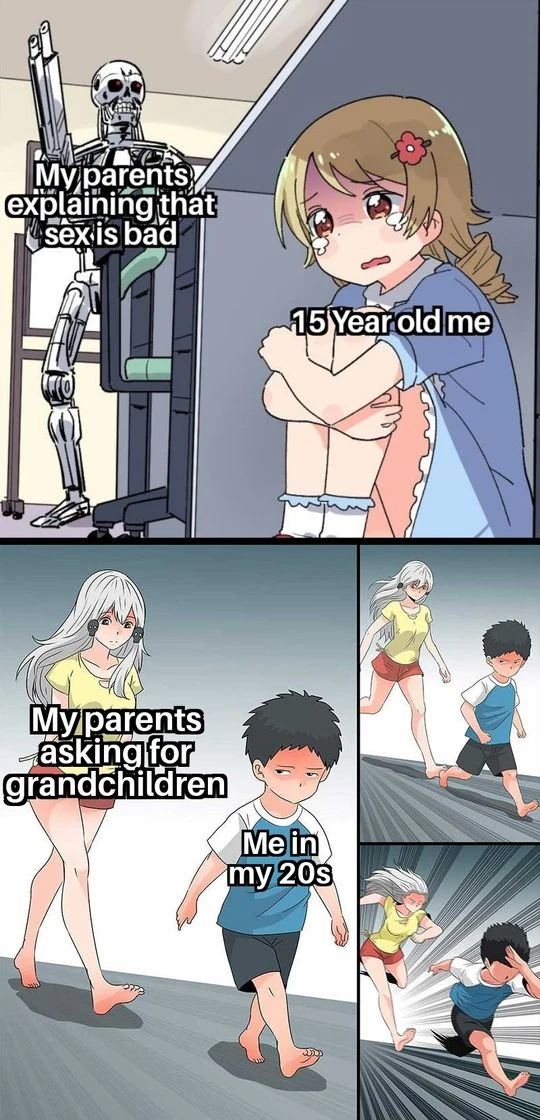 My parents
explaining that
sex is bad
15 Year old me
My parents
asking for
grandchildren
Me in
my 20s